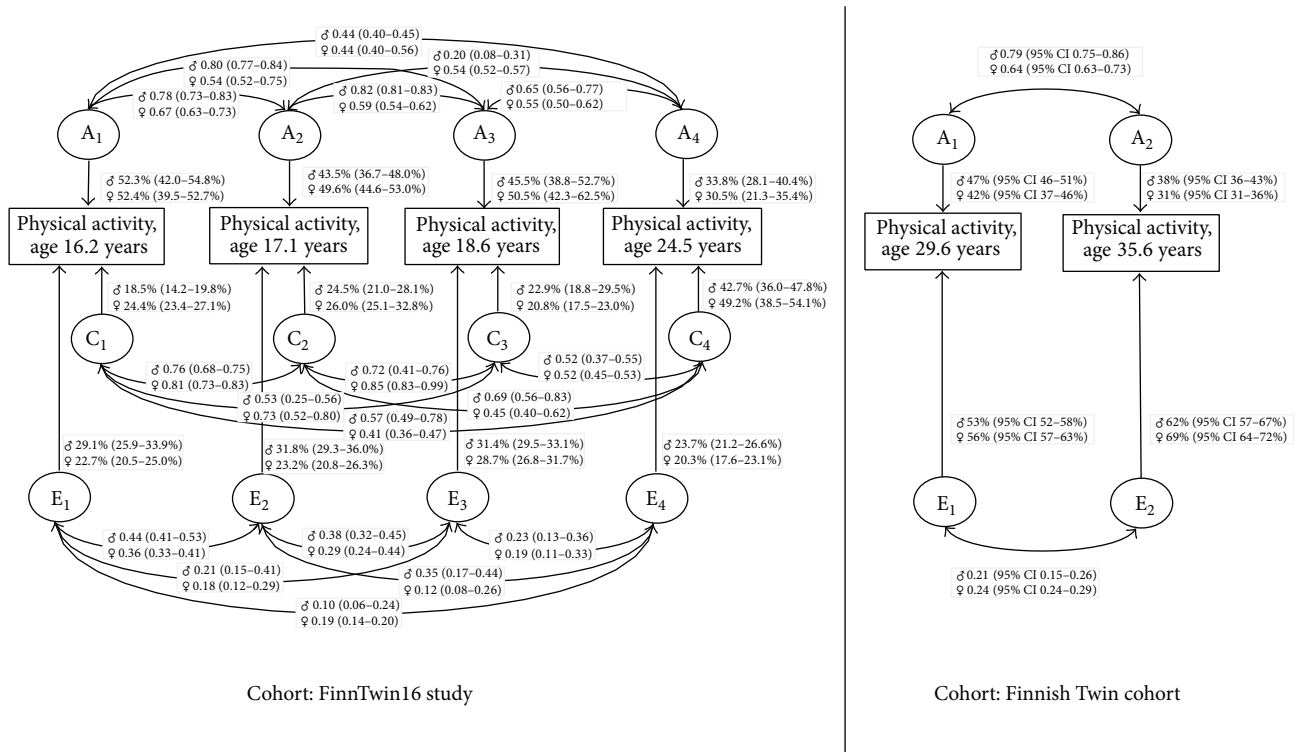 ♂ 0.44 (0.40–0.45)
♀ 0.44 (0.40–0.56)
♂ 0.80 (0.77–0.84)
♀ 0.54 (0.52–0.75)
♂ 0.20 (0.08–0.31)
♀ 0.54 (0.52–0.57)
♂ 0.78 (0.73–0.83)
♀ 0.67 (0.63–0.73)
♂ 0.82 (0.81–0.83)
♀ 0.59 (0.54–0.62)
♂ 0.65 (0.56–0.77)
♀ 0.55 (0.50–0.62)
A1
A2
A3
A4
♂ 52.3% (42.0–54.8%)
♀ 52.4% (39.5–52.7%)
♂ 43.5% (36.7–48.0%)
♀ 49.6% (44.6–53.0%)
♂ 45.5% (38.8–52.7%)
♀ 50.5% (42.3–62.5%)
♂ 33.8% (28.1–40.4%)
♀ 30.5% (21.3–35.4%)
Physical activity,
age 16.2 years
Physical activity,
age 17.1 years
Physical activity,
age 18.6 years
Physical activity,
age 24.5 years
♂ 18.5% (14.2–19.8%)
♀ 24.4% (23.4–27.1%)
♂ 24.5% (21.0–28.1%)
♀ 26.0% (25.1–32.8%)
♂ 22.9% (18.8–29.5%)
♀ 20.8% (17.5–23.0%)
♂ 42.7% (36.0–47.8%)
♀ 49.2% (38.5–54.1%)
C1
C2
C3
C4
♂ 0.76 (0.68–0.75)
♀ 0.81 (0.73–0.83)
♂ 0.72 (0.41–0.76)
♀ 0.85 (0.83–0.99)
♂ 0.52 (0.37–0.55)
♀ 0.52 (0.45–0.53)
♂ 0.53 (0.25–0.56)
♀ 0.73 (0.52–0.80)
♂ 0.69 (0.56–0.83)
♀ 0.45 (0.40–0.62)
♂ 0.57 (0.49–0.78)
♀ 0.41 (0.36–0.47)
♂ 29.1% (25.9–33.9%)
♀ 22.7% (20.5–25.0%)
♂ 31.8% (29.3–36.0%)
♀ 23.2% (20.8–26.3%)
♂ 31.4% (29.5–33.1%)
♀ 28.7% (26.8–31.7%)
♂ 23.7% (21.2–26.6%)
♀ 20.3% (17.6–23.1%)
E1
E2
E3
E4
♂ 0.44 (0.41–0.53)
♀ 0.36 (0.33–0.41)
♂ 0.38 (0.32–0.45)
♀ 0.29 (0.24–0.44)
♂ 0.23 (0.13–0.36)
♀ 0.19 (0.11–0.33)
♂ 0.21 (0.15–0.41)
♀ 0.18 (0.12–0.29)
♂ 0.35 (0.17–0.44)
♀ 0.12 (0.08–0.26)
♂ 0.10 (0.06–0.24)
♀ 0.19 (0.14–0.20)
Cohort: FinnTwin16 study
♂ 0.79 (95% CI 0.75–0.86)
♀ 0.64 (95% CI 0.63–0.73)
A1
A2
♂ 47% (95% CI 46–51%)
♀ 42% (95% CI 37–46%)
♂ 38% (95% CI 36–43%)
♀ 31% (95% CI 31–36%)
Physical activity,
age 29.6 years
Physical activity,
age 35.6 years
♂ 53% (95% CI 52–58%)
♀ 56% (95% CI 57–63%)
♂ 62% (95% CI 57–67%)
♀ 69% (95% CI 64–72%)
E1
E2
♂ 0.21 (95% CI 0.15–0.26)
♀ 0.24 (95% CI 0.24–0.29)
Cohort: Finnish Twin cohort